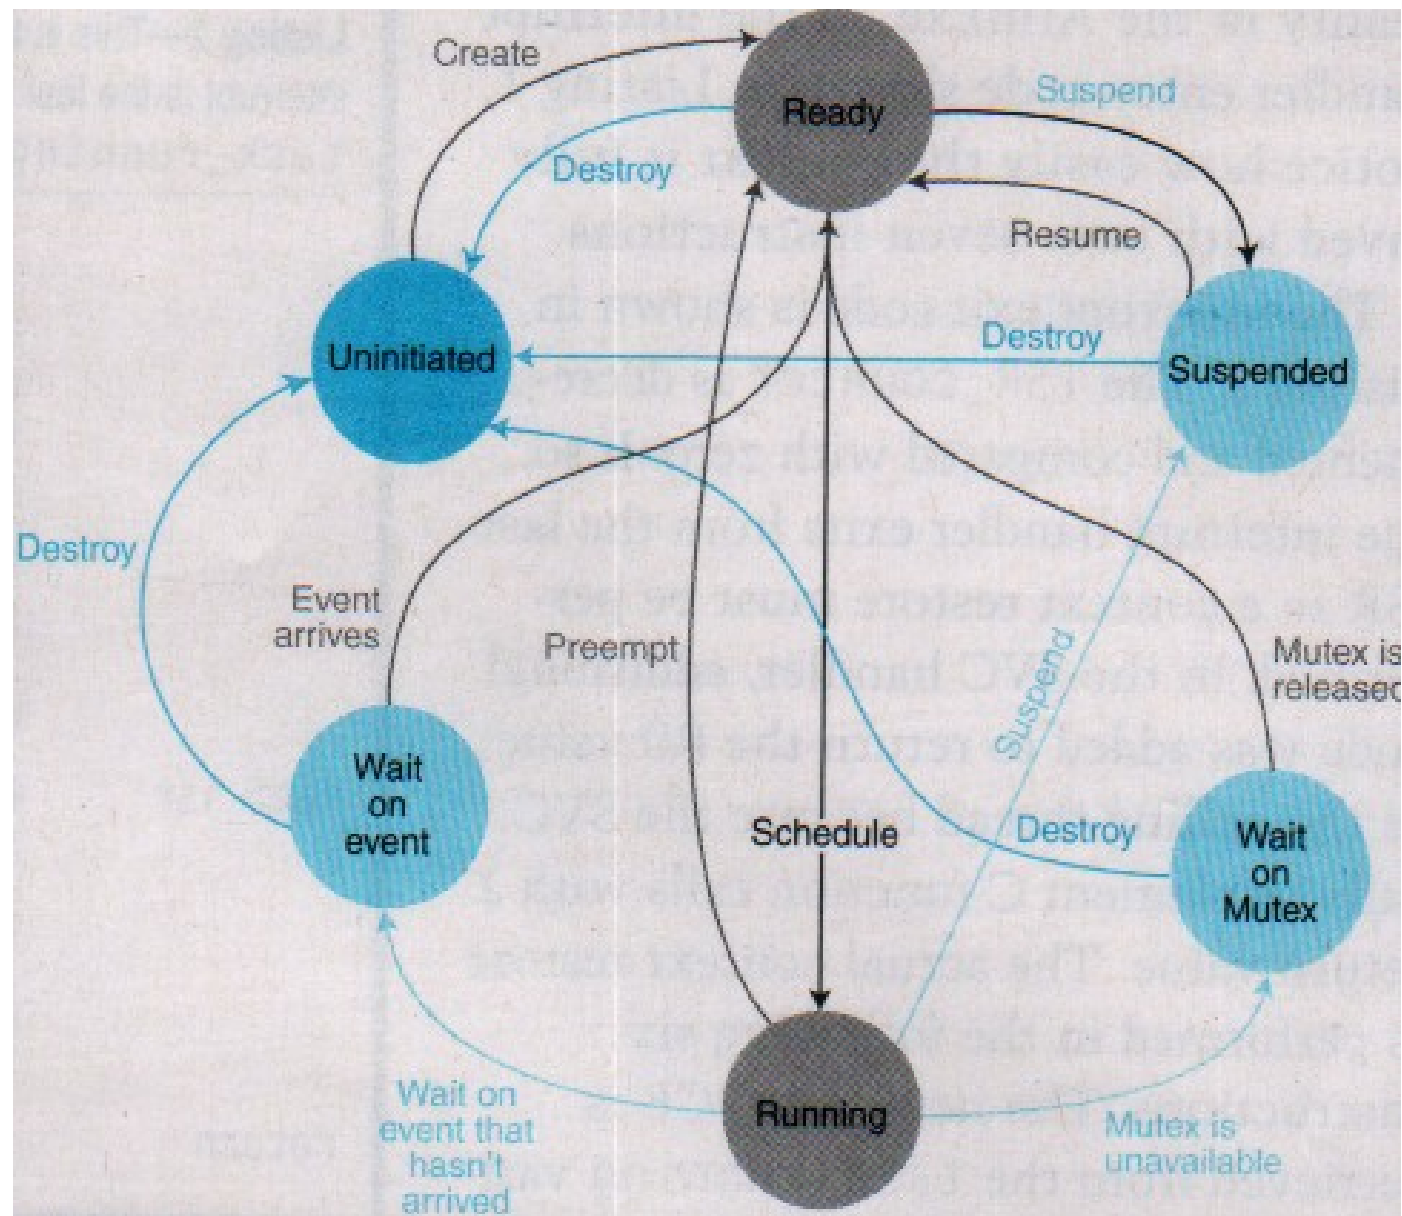 Create
Suspend
Ready
Destroy
Resume
Uninitiated
Destroy
Suspended
Destroy
Event
arrives
Preempt
Suspend
Mutex is
released
Wait
on
event
Schedule
Destroy
Wait
on
Mutex
Running
Wait on
event that
hasn't
arrived
Mutex is
unavailable